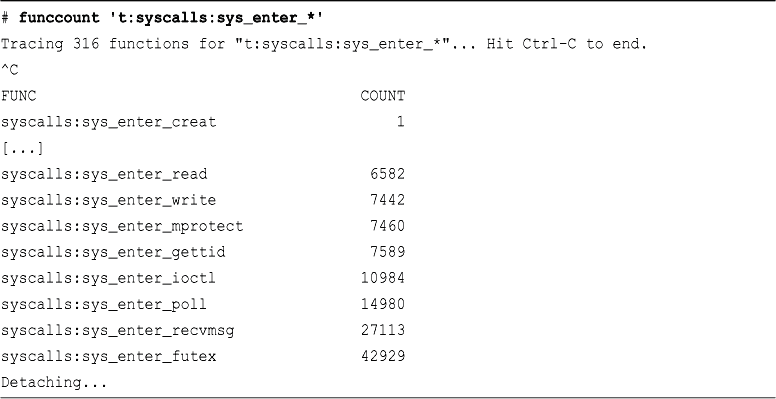 # funccount 't:syscalls:sys_enter_*'
Tracing 316 functions for "t:syscalls:sys_enter_*"... Hit Ctrl-C to end.
^C
FUNC                                    COUNT
syscalls:sys_enter_creat                    1
[...]
syscalls:sys_enter_read                  6582
syscalls:sys_enter_write                 7442
syscalls:sys_enter_mprotect              7460
syscalls:sys_enter_gettid                7589
syscalls:sys_enter_ioctl                10984
syscalls:sys_enter_poll                 14980
syscalls:sys_enter_recvmsg              27113
syscalls:sys_enter_futex                42929
Detaching...